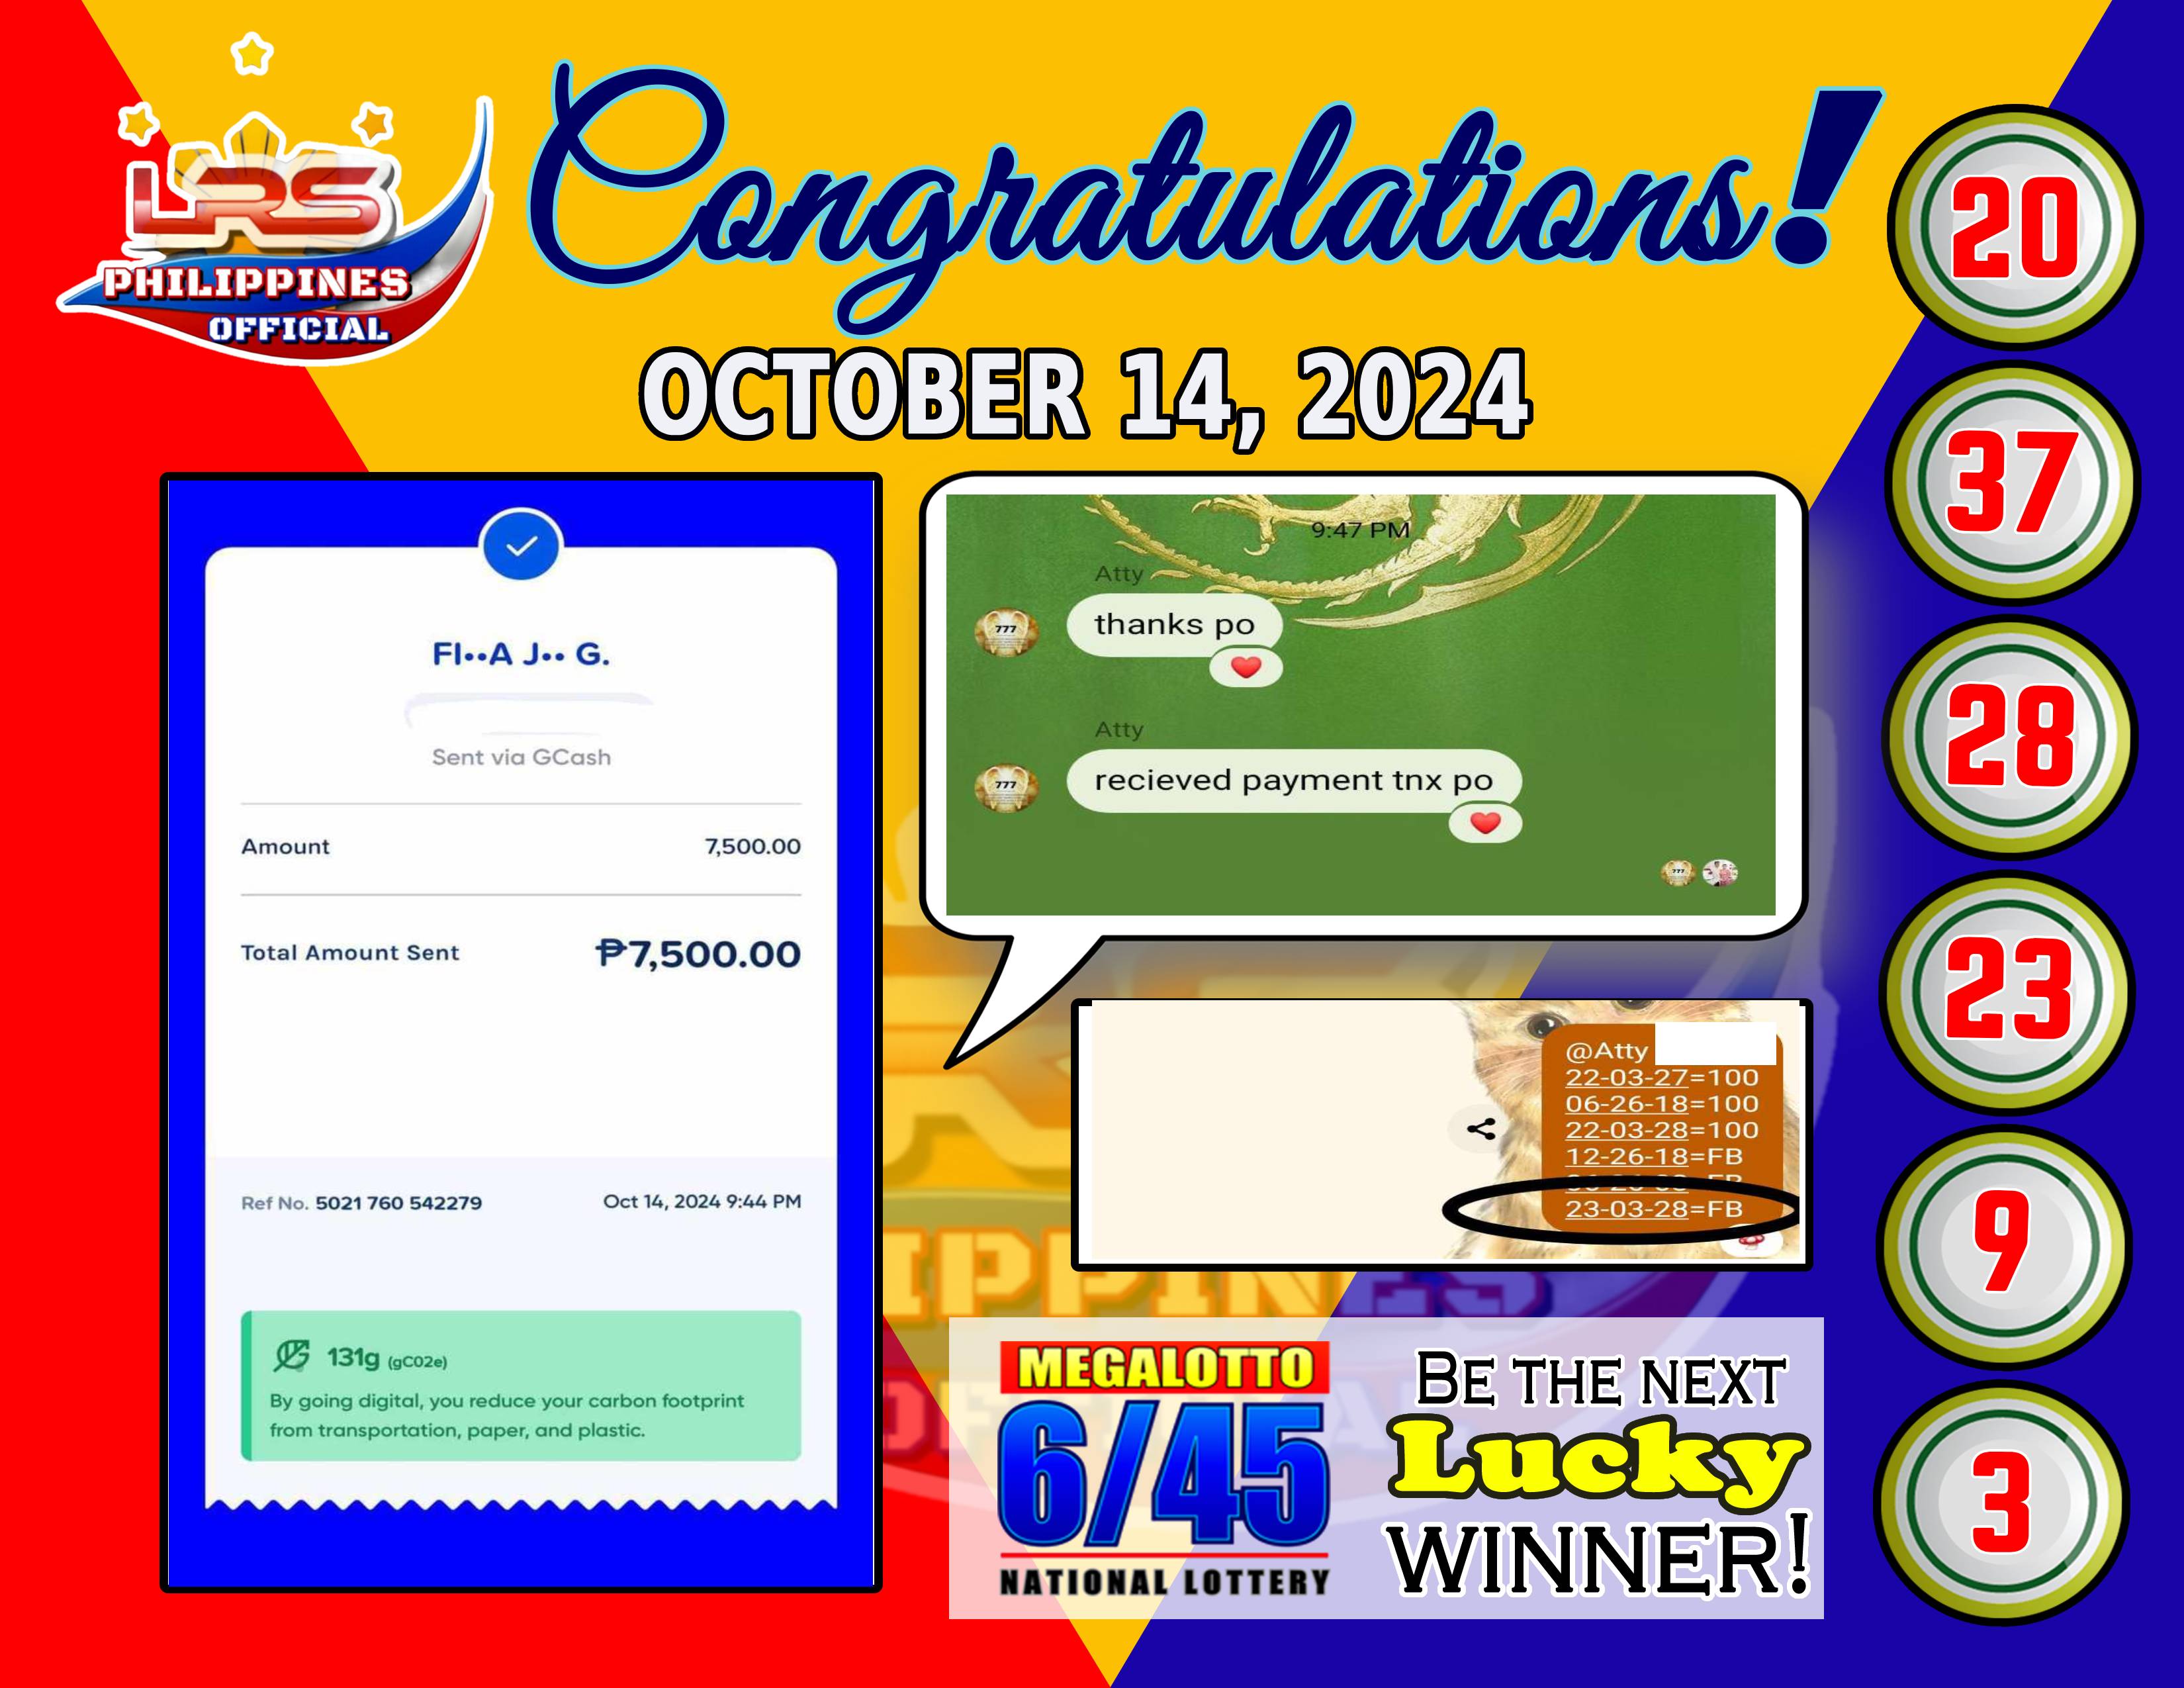 LRS
PHILIPPINES
OFFICIAL
Congratulations!
OCTOBER 14, 2024
Fl••A J•• G.
Sent via GCash
Amount 7,500.00
Total Amount Sent ₱7,500.00
Ref No. 5021 760 542279 Oct 14, 2024 9:44 PM
131g (gCO2e)
By going digital, you reduce your carbon footprint
from transportation, paper, and plastic.
9:47 PM
Atty
777
thanks po
Atty
777
recieved payment tnx po
777
@Atty
22-03-27=100
06-26-18=100
22-03-28=100
12-26-18=FB
23-03-28=FB
MEGALOTTO
6/45
NATIONAL LOTTERY
BE THE NEXT
Lucky
WINNER!
20
37
28
23
9
3